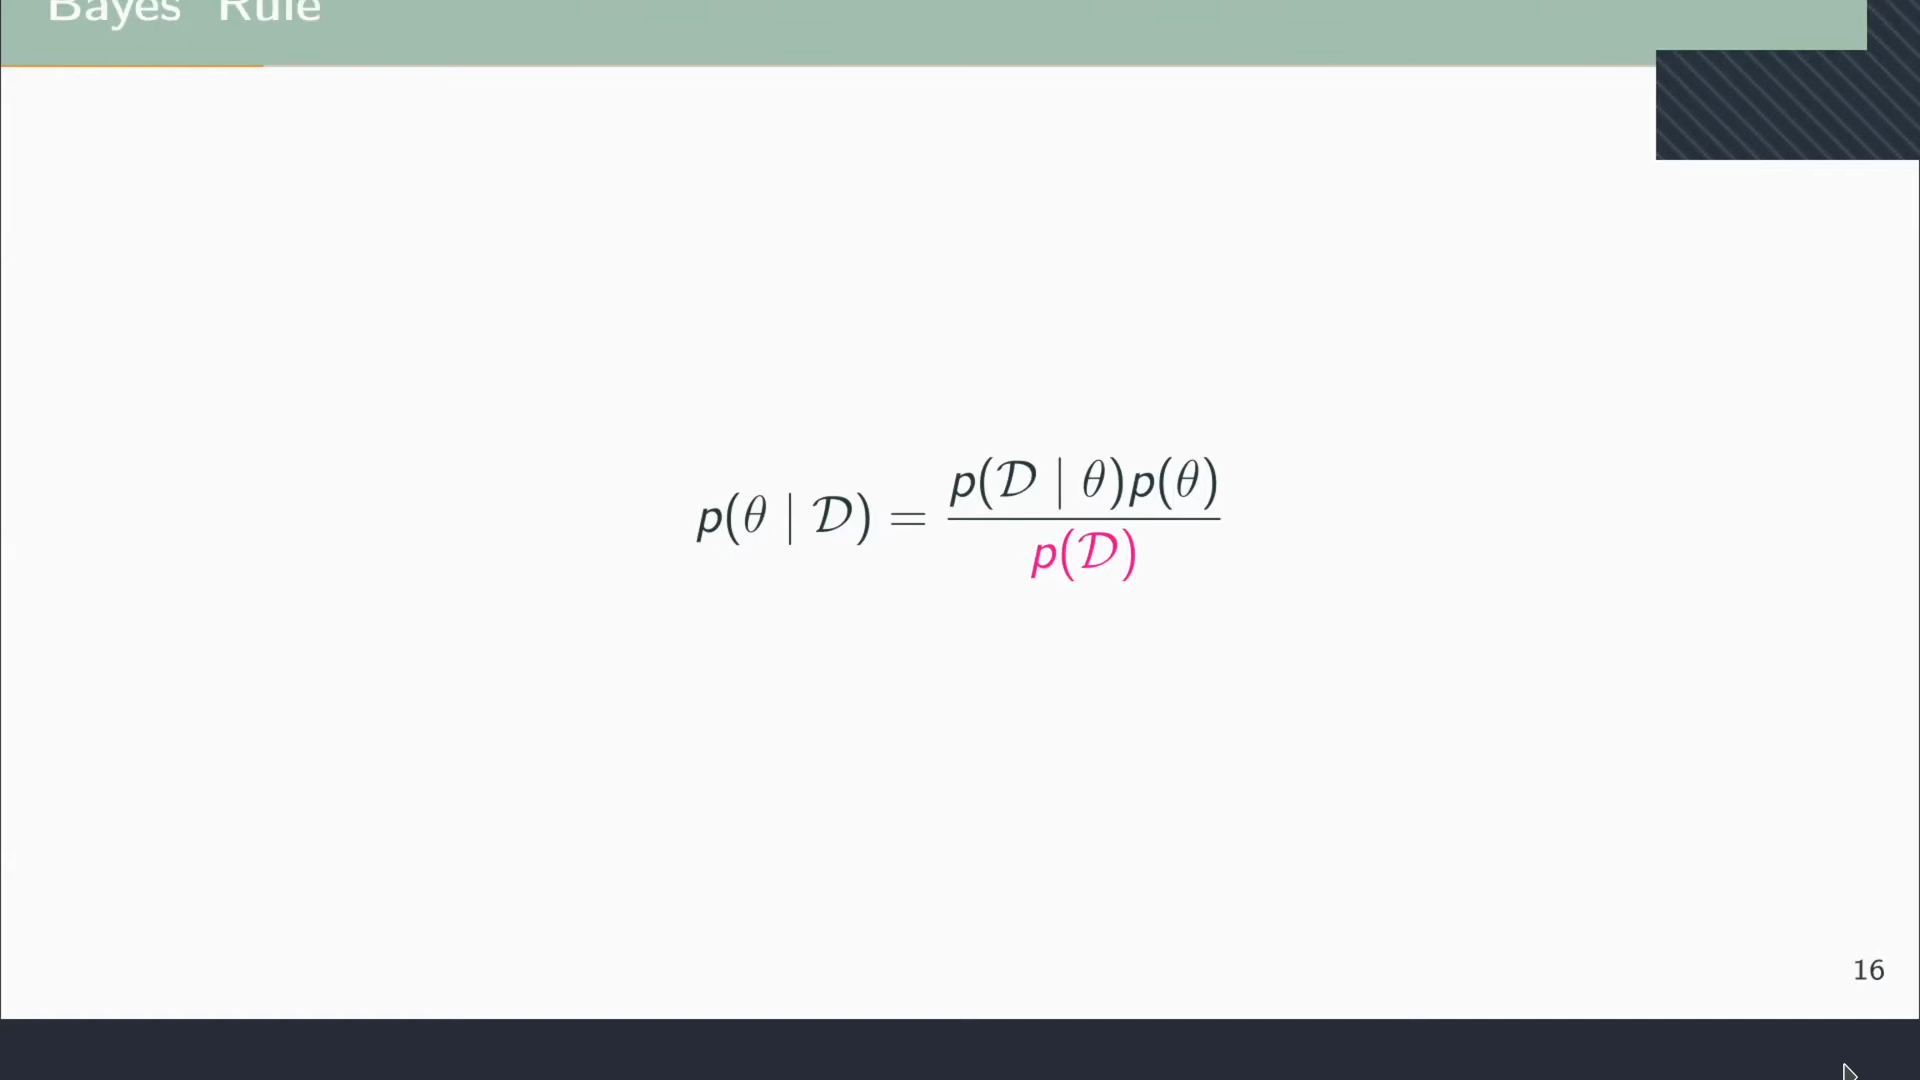 Bayes' Rule
p(θ | 𝒟) = p(𝒟 | θ)p(θ) / p(𝒟)
16